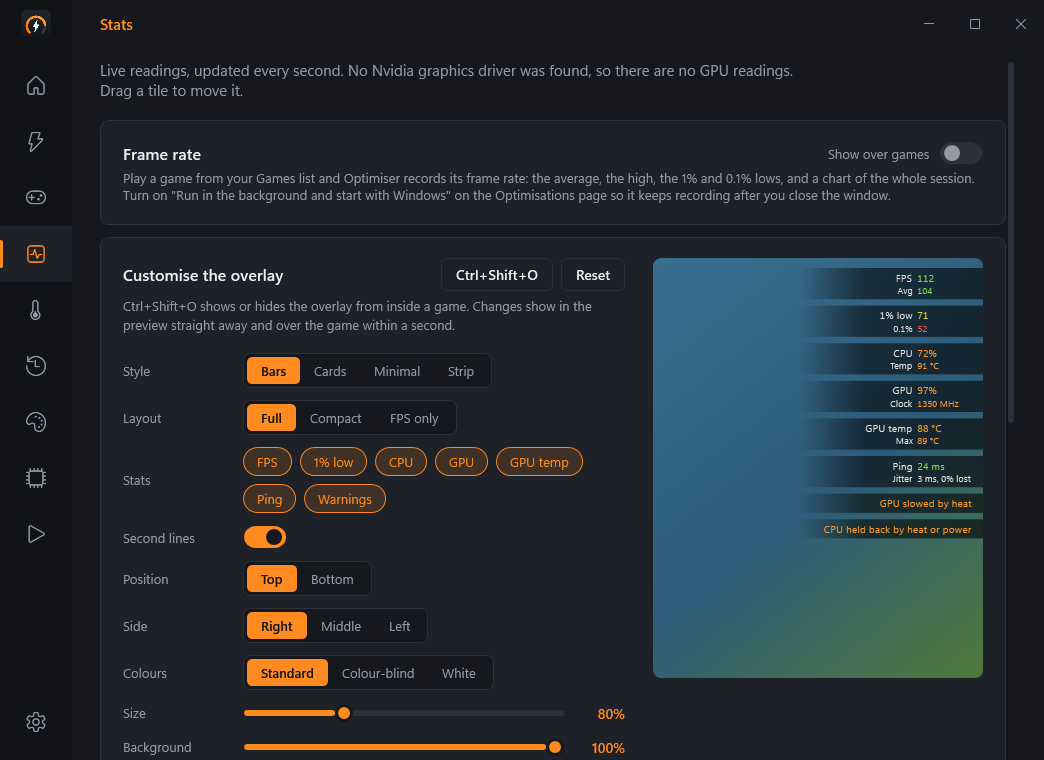 Stats
Live readings, updated every second. No Nvidia graphics driver was found, so there are no GPU readings.
Drag a tile to move it.
Frame rate
Show over games
Play a game from your Games list and Optimiser records its frame rate: the average, the high, the 1% and 0.1% lows, and a chart of the whole session.
Turn on "Run in the background and start with Windows" on the Optimisations page so it keeps recording after you close the window.
Customise the overlay
Ctrl+Shift+O
Reset
Ctrl+Shift+O shows or hides the overlay from inside a game. Changes show in the
preview straight away and over the game within a second.
Style
Bars Cards Minimal Strip
Layout
Full Compact FPS only
Stats
FPS 1% low CPU GPU GPU temp
Ping Warnings
Second lines
Position
Top Bottom
Side
Right Middle Left
Colours
Standard Colour-blind White
Size
80%
Background
100%
FPS 112
Avg 104
1% low 71
0.1% 52
CPU 72%
Temp 91 °C
GPU 97%
Clock 1350 MHz
GPU temp 88 °C
Max 89 °C
Ping 24 ms
Jitter 3 ms, 0% lost
GPU slowed by heat
CPU held back by heat or power